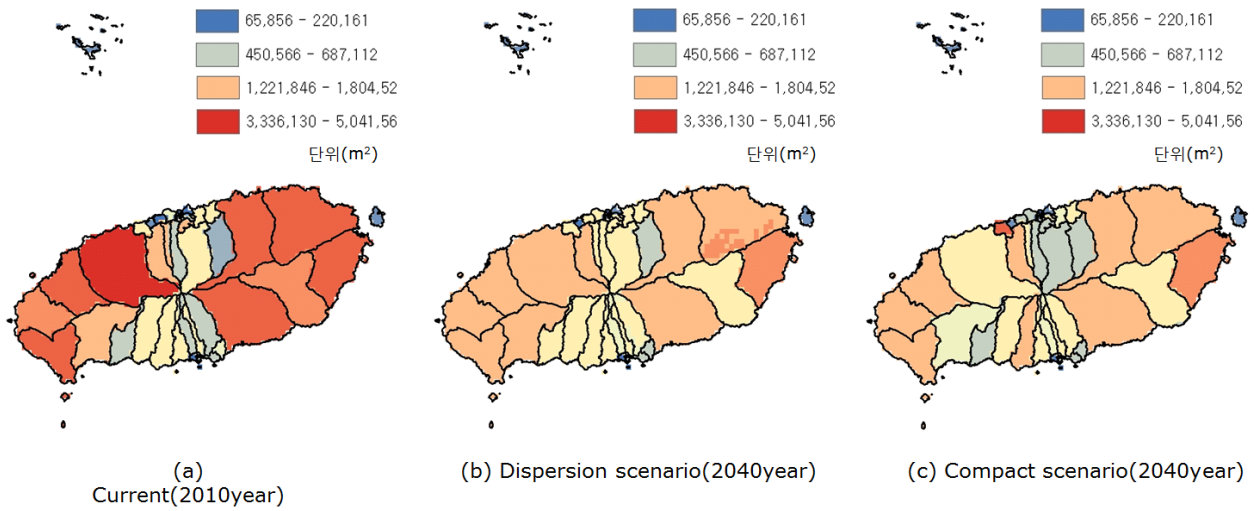 65,856 - 220,161
450,566 - 687,112
1,221,846 - 1,804,52
3,336,130 - 5,041,56
단위(m²)
65,856 - 220,161
450,566 - 687,112
1,221,846 - 1,804,52
3,336,130 - 5,041,56
단위(m²)
65,856 - 220,161
450,566 - 687,112
1,221,846 - 1,804,52
3,336,130 - 5,041,56
단위(m²)
(a)
Current(2010year)
(b) Dispersion scenario(2040year)
(c) Compact scenario(2040year)